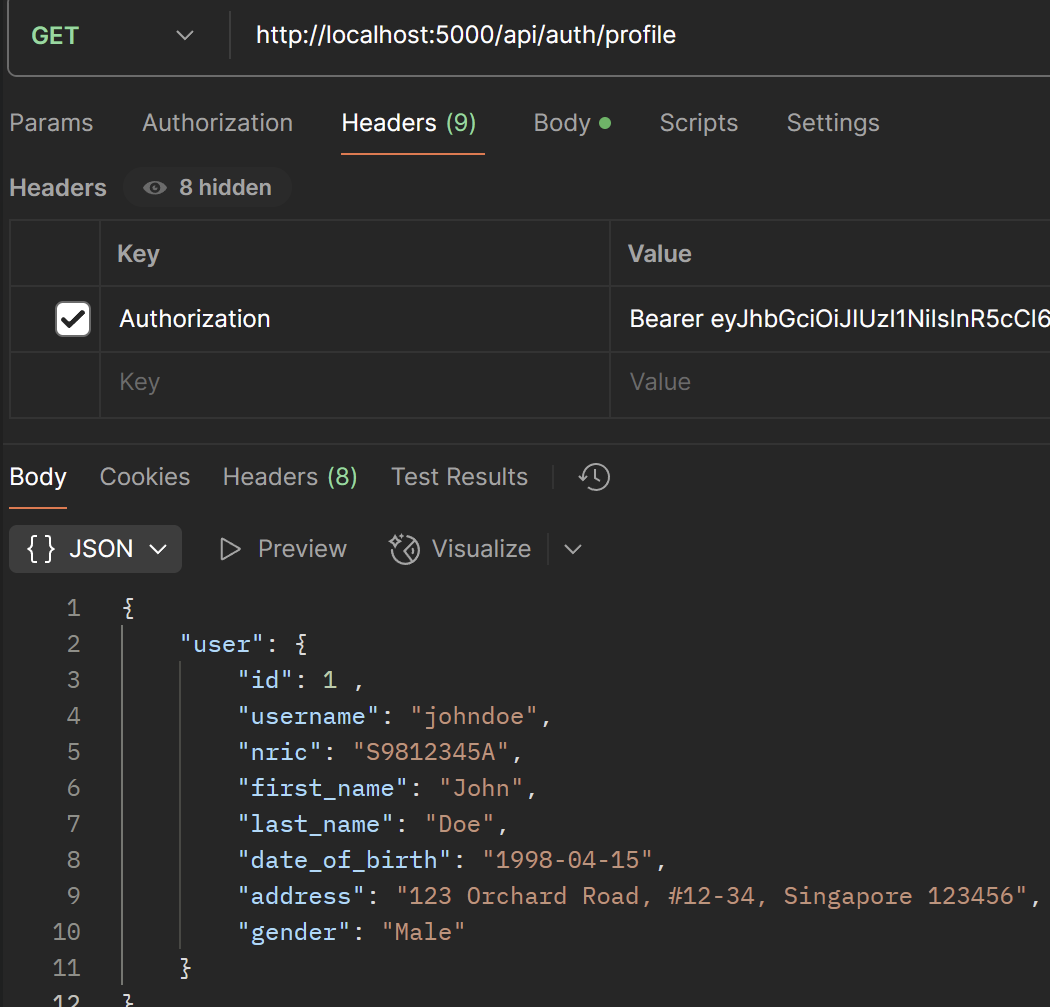 GET http://localhost:5000/api/auth/profile
Params Authorization Headers (9) Body Scripts Settings
Headers 8 hidden
Key Value
Authorization Bearer eyJhbGciOiJIUzI1NiIsInR5cCI6
Key Value
Body Cookies Headers (8) Test Results
{} JSON Preview Visualize
1 {
2 "user": {
3 "id": 1 ,
4 "username": "johndoe",
5 "nric": "S9812345A",
6 "first_name": "John",
7 "last_name": "Doe",
8 "date_of_birth": "1998-04-15",
9 "address": "123 Orchard Road, #12-34, Singapore 123456",
10 "gender": "Male"
11 }
12 }